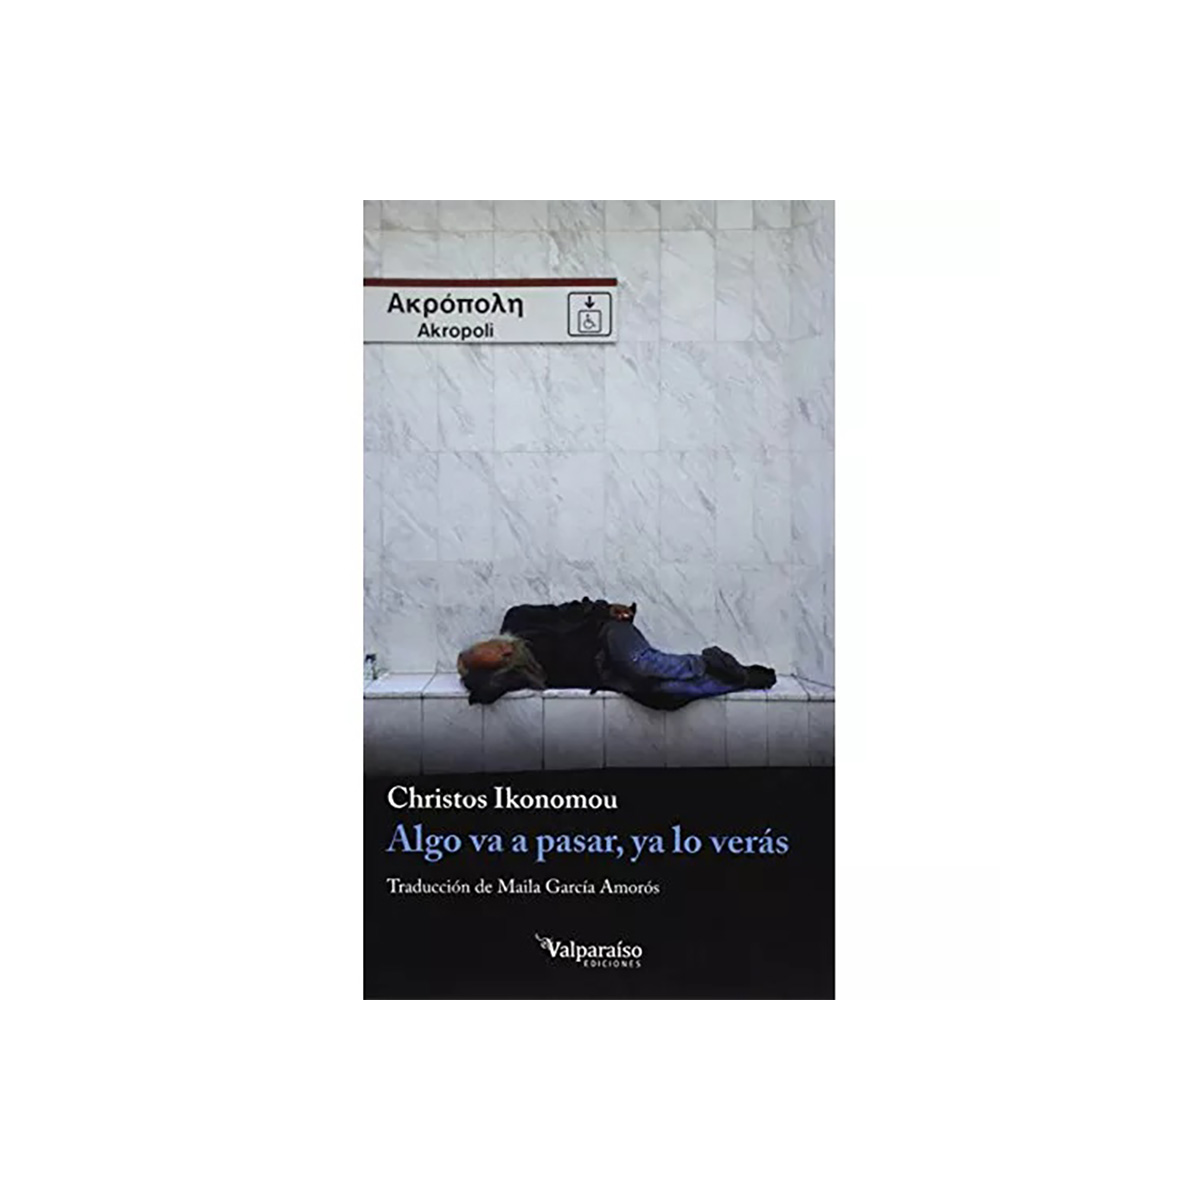 Ακρόπολη
Akropoli
Christos Ikonomou
Algo va a pasar, ya lo verás
Traducción de Maila García Amorós
Valparaíso
EDICIONES